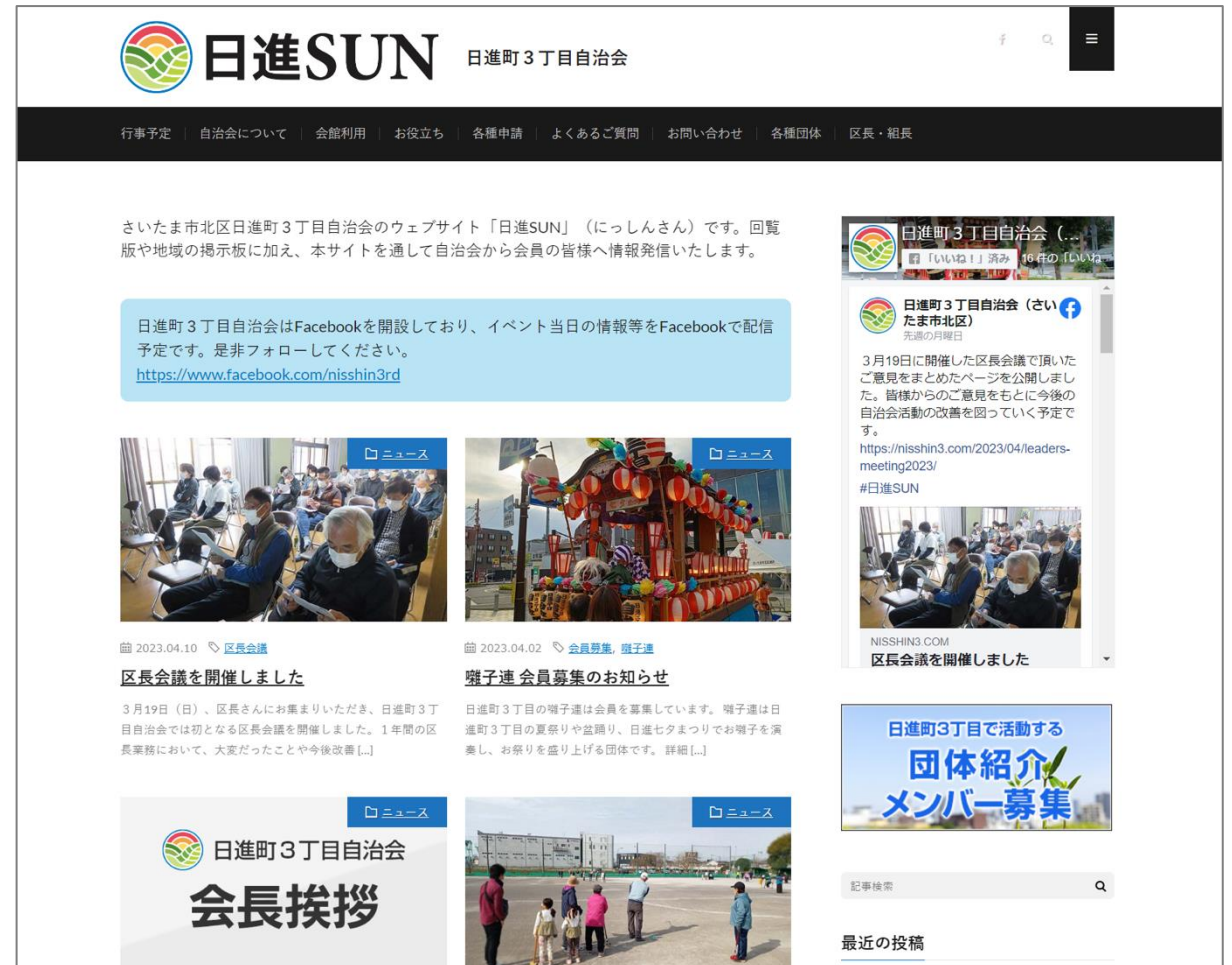 日進SUN 日進町３丁目自治会
行事予定 自治会について 会館利用 お役立ち 各種申請 よくあるご質問 お問い合わせ 各種団体 区長・組長
さいたま市北区日進町３丁目自治会のウェブサイト「日進SUN」（にっしんさん）です。回覧
版や地域の掲示板に加え、本サイトを通して自治会から会員の皆様へ情報発信いたします。
日進町３丁目自治会はFacebookを開設しており、イベント当日の情報等をFacebookで配信
予定です。是非フォローしてください。
https://www.facebook.com/nisshin3rd
ニュース
2023.04.10 区長会議
区長会議を開催しました
３月19日（日）、区長さんにお集まりいただき、日進町３丁
目自治会では初となる区長会議を開催しました。１年間の区
長業務において、大変だったことや今後改善 [...]
ニュース
2023.04.02 会員募集, 囃子連
囃子連 会員募集のお知らせ
日進町３丁目の囃子連は会員を募集しています。 囃子連は日
進町３丁目の夏祭りや盆踊り、日進七夕まつりでお囃子を演
奏し、お祭りを盛り上げる団体です。 詳細 [...]
ニュース
日進町３丁目自治会
会長挨拶
ニュース
日進町３丁目自治会（...
「いいね！」済み 16 件の「いいね
日進町３丁目自治会（さい
たま市北区）
先週の月曜日
３月19日に開催した区長会議で頂いた
ご意見をまとめたページを公開しまし
た。皆様からのご意見をもとに今後の
自治会活動の改善を図っていく予定で
す。
https://nisshin3.com/2023/04/leaders-
meeting2023/
#日進SUN
NISSHIN3.COM
区長会議を開催しました
日進町3丁目で活動する
団体紹介
メンバー募集
記事検索
最近の投稿